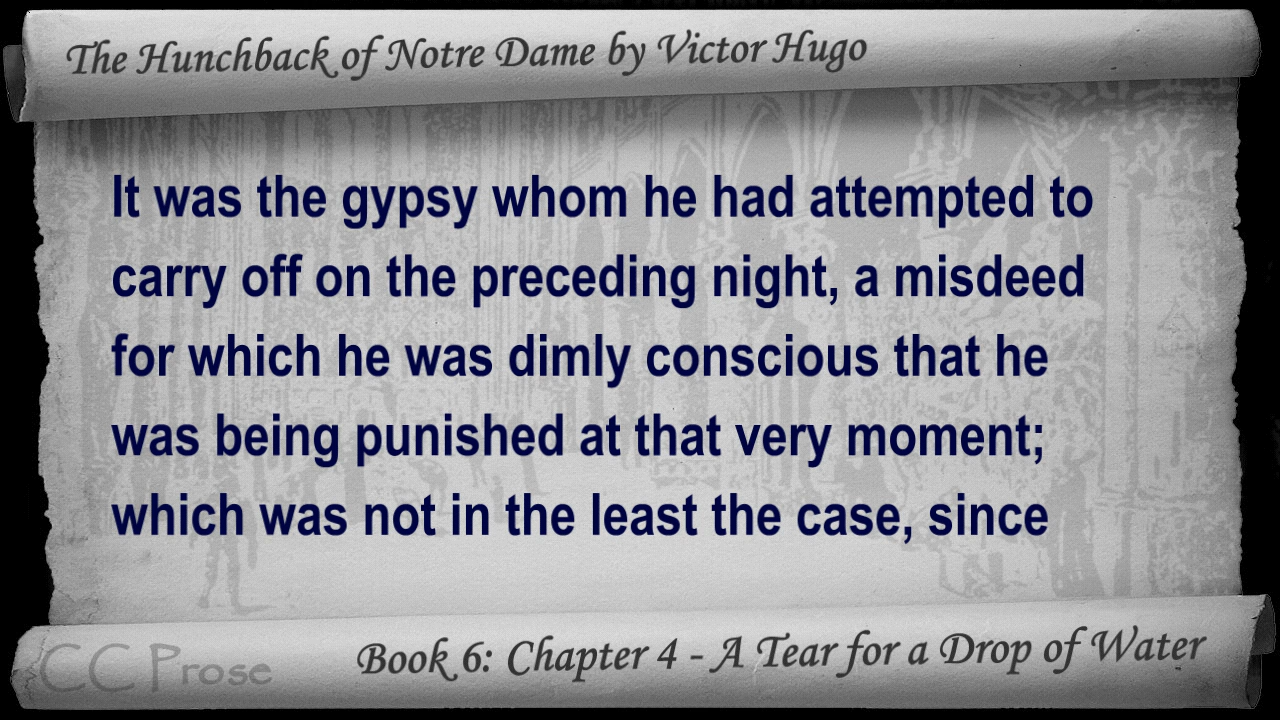 The Hunchback of Notre Dame by Victor Hugo
It was the gypsy whom he had attempted to
carry off on the preceding night, a misdeed
for which he was dimly conscious that he
was being punished at that very moment;
which was not in the least the case, since
CC Prose
Book 6: Chapter 4 - A Tear for a Drop of Water